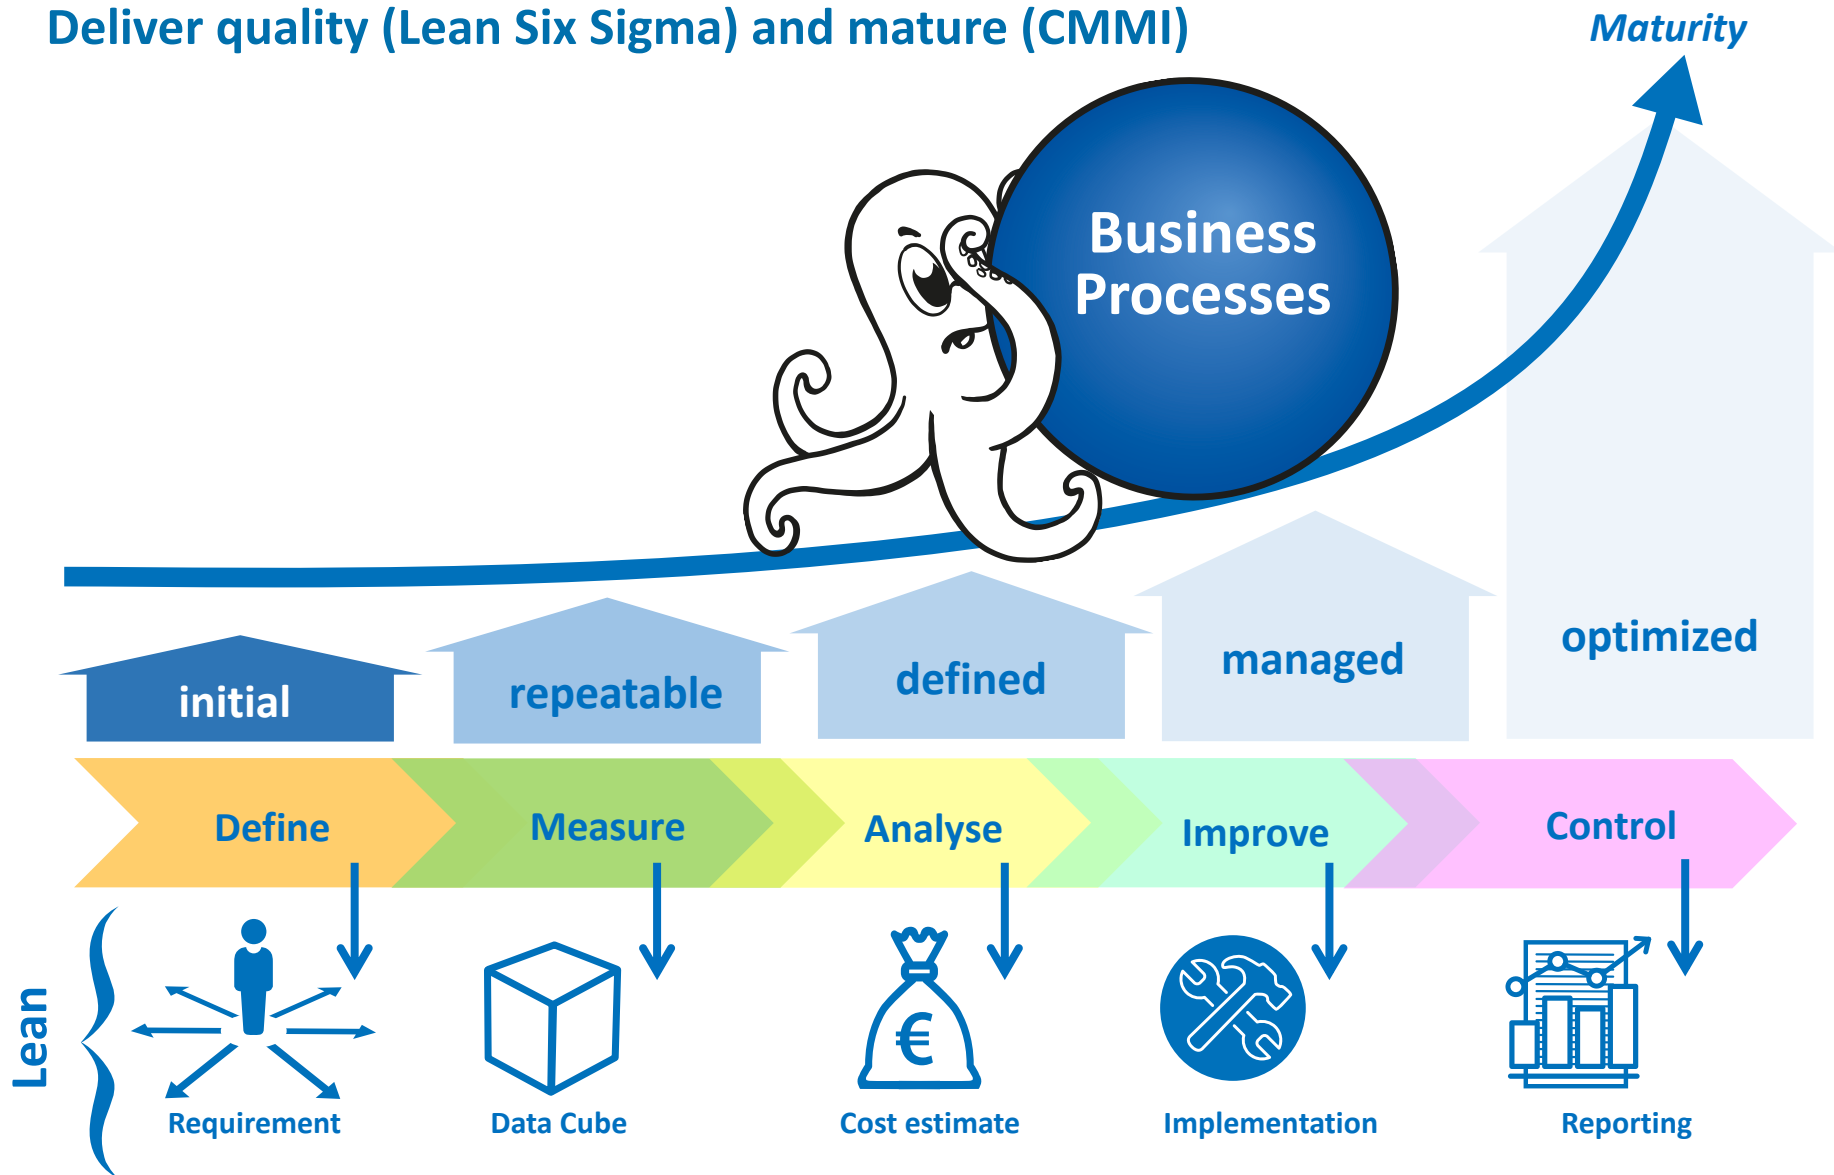 Deliver quality (Lean Six Sigma) and mature (CMMI)
Maturity
Business
Processes
initial
repeatable
defined
managed
optimized
Define
Measure
Analyse
Improve
Control
Lean
€
Requirement
Data Cube
Cost estimate
Implementation
Reporting